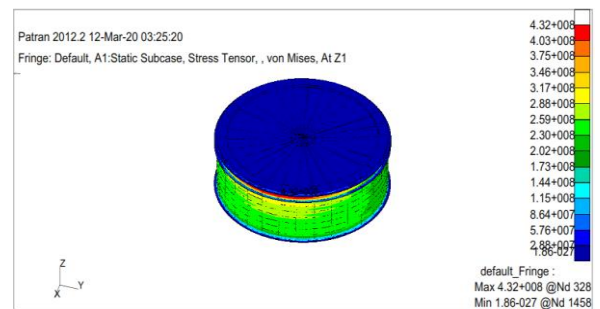 Patran 2012.2 12-Mar-20 03:25:20
Fringe: Default, A1:Static Subcase, Stress Tensor, , von Mises, At Z1
4.32+008
4.03+008
3.75+008
3.46+008
3.17+008
2.88+008
2.59+008
2.30+008
2.02+008
1.73+008
1.44+008
1.15+008
8.64+007
5.76+007
2.88+007
1.86-027
Z
Y
X
default_Fringe :
Max 4.32+008 @Nd 328
Min 1.86-027 @Nd 1458